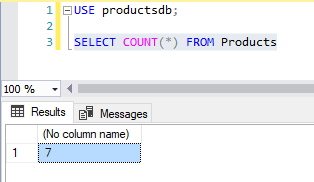 1 USE productsdb;
2
3 SELECT COUNT(*) FROM Products
100 %
Results Messages
(No column name)
1 7